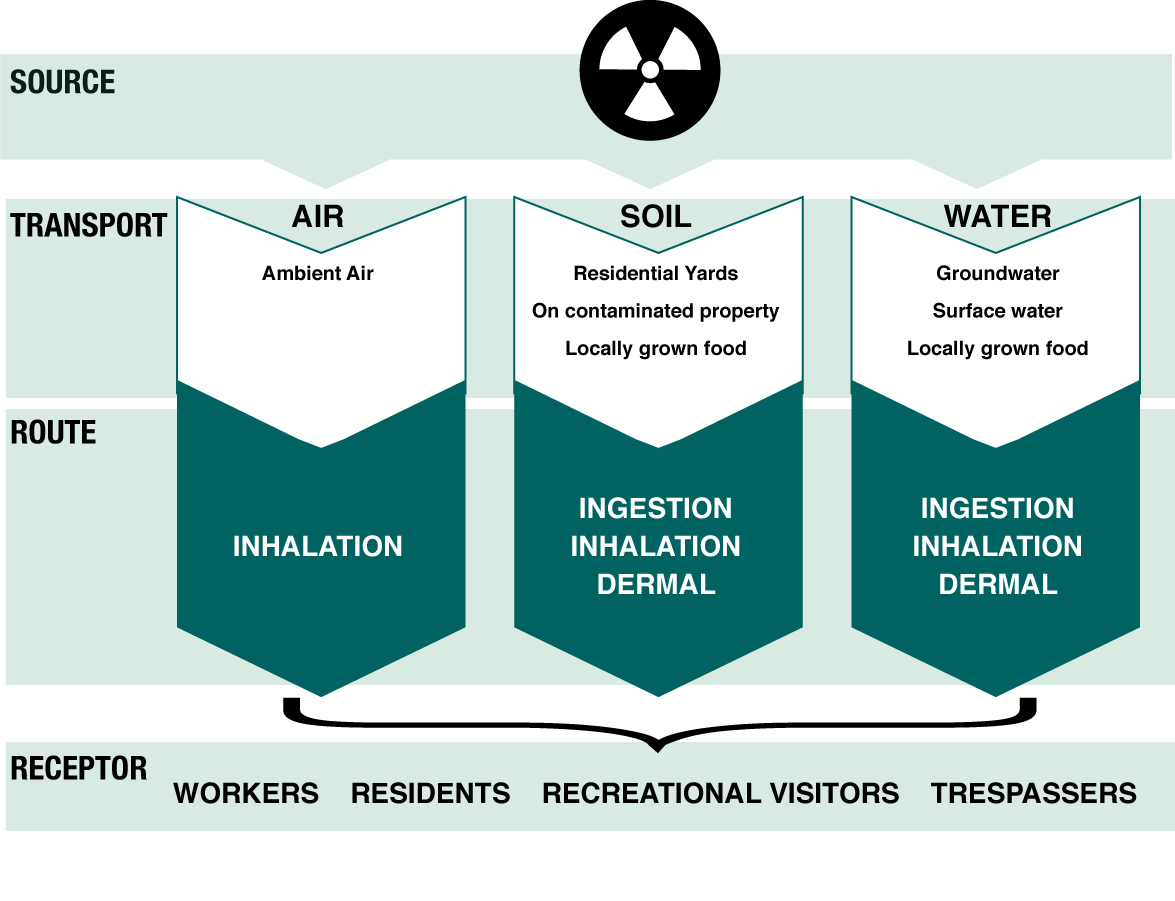 SOURCE
TRANSPORT
AIR
Ambient Air
SOIL
Residential Yards
On contaminated property
Locally grown food
WATER
Groundwater
Surface water
Locally grown food
ROUTE
INHALATION
INGESTION
INHALATION
DERMAL
INGESTION
INHALATION
DERMAL
RECEPTOR
WORKERS RESIDENTS RECREATIONAL VISITORS TRESPASSERS